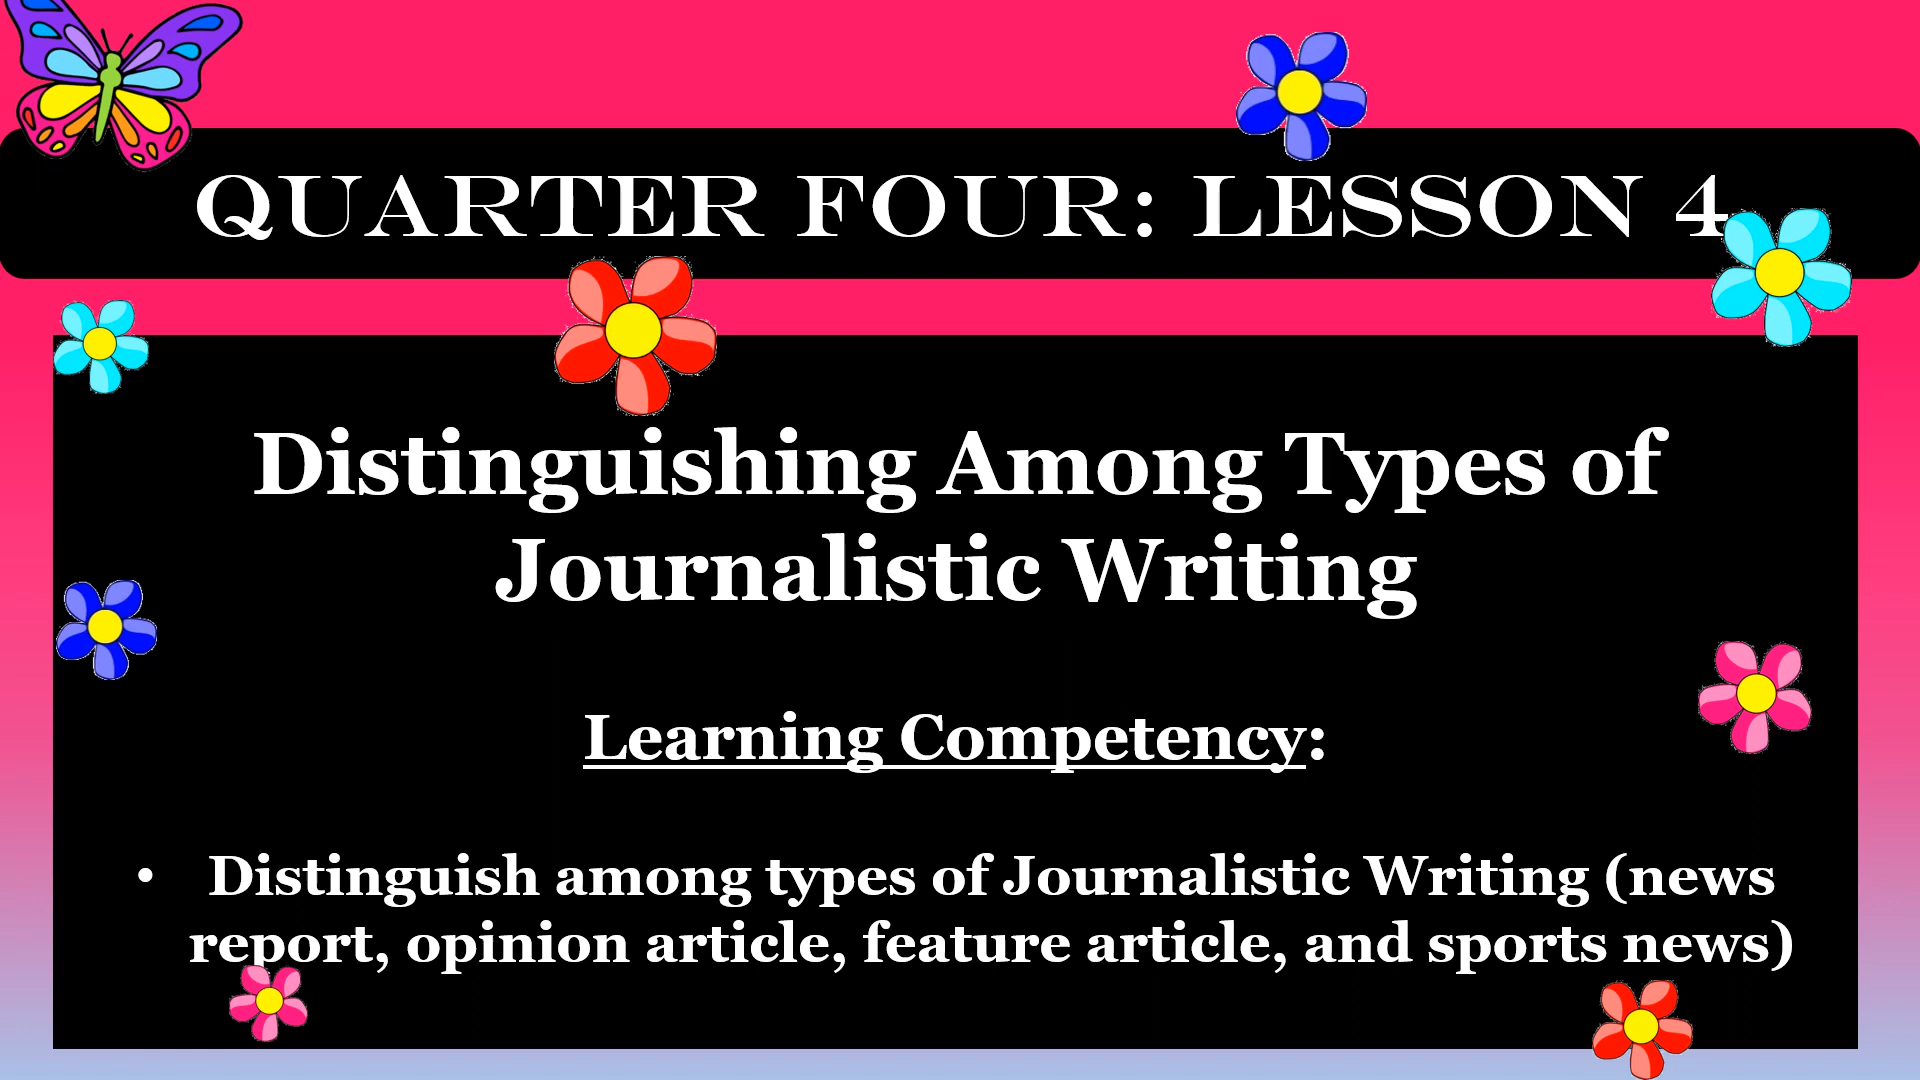 QUARTER FOUR: LESSON 4
Distinguishing Among Types of
Journalistic Writing
Learning Competency:
• Distinguish among types of Journalistic Writing (news
report, opinion article, feature article, and sports news)